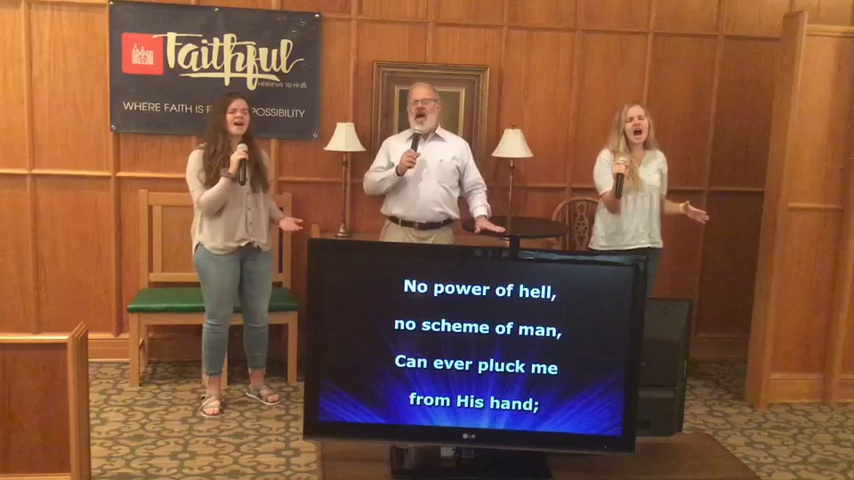 Faithful
HEBREWS 10:19-25
WHERE FAITH IS POSSIBILITY
No power of hell,
no scheme of man,
Can ever pluck me
from His hand;
LG